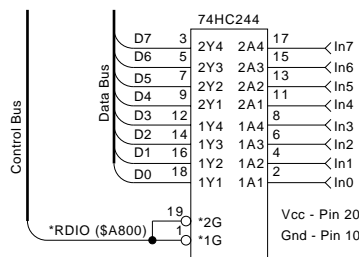 74HC244
D7 3 2Y4 2A4 17 In7
D6 5 2Y3 2A3 15 In6
D5 7 2Y2 2A2 13 In5
D4 9 2Y1 2A1 11 In4
D3 12 1Y4 1A4 8 In3
D2 14 1Y3 1A3 6 In2
D1 16 1Y2 1A2 4 In1
D0 18 1Y1 1A1 2 In0
Control Bus
Data Bus
19 *2G
*RDIO ($A800) 1 *1G
Vcc - Pin 20
Gnd - Pin 10